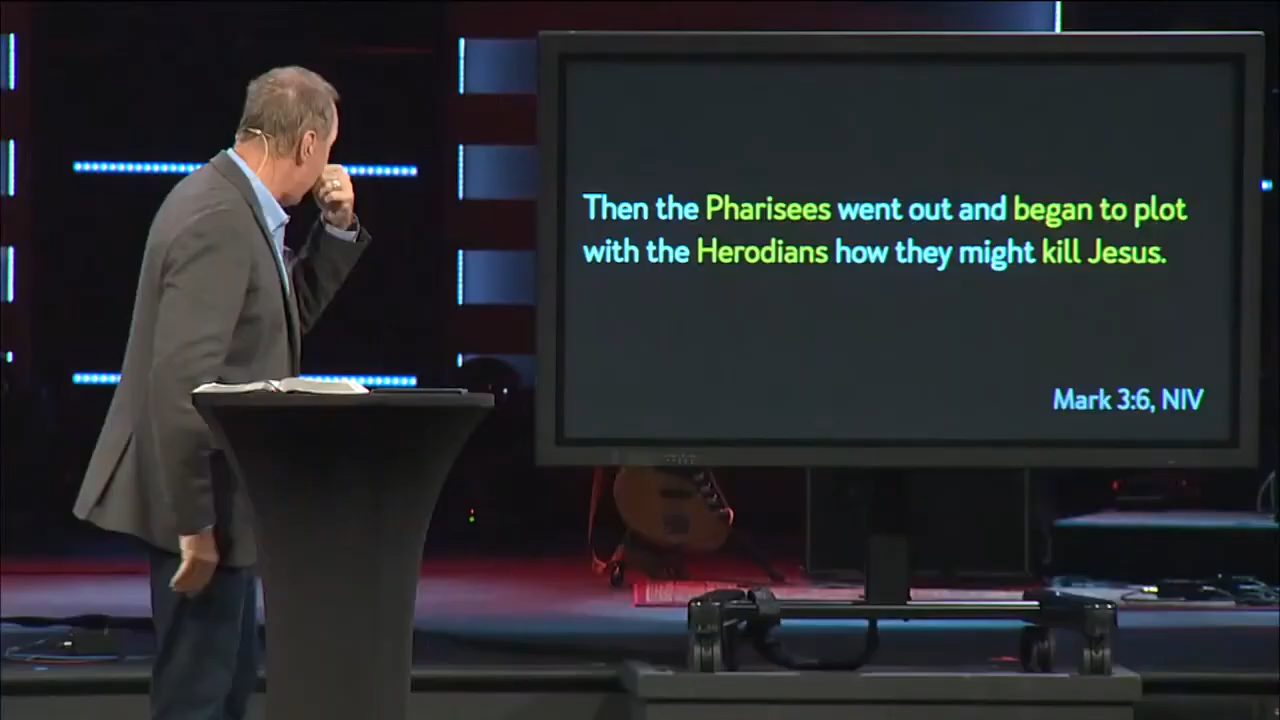 Then the Pharisees went out and began to plot
with the Herodians how they might kill Jesus.
Mark 3:6, NIV